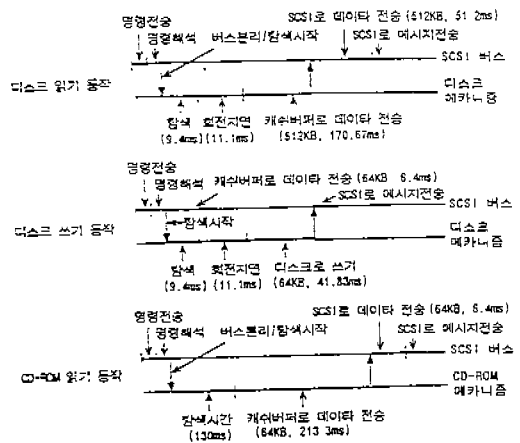 SCSI로 데이타 전송 (512KB, 51.2ms)
명령전송
명령해석 버스분리/탐색시작 SCSI로 메시지전송
SCSI 버스
디스크 읽기 동작
디스크
메카니즘
탐색 회전지연 캐쉬버퍼로 데이타 전송
(9.4ms) (11.1ms) (512KB, 170.67ms)
명령전송
명령해석 캐쉬버퍼로 데이타 전송 (64KB 6.4ms)
SCSI로 메시지전송
SCSI 버스
탐색시작
디스크 쓰기 동작
디스크
메카니즘
탐색 회전지연 디스크로 쓰기
(9.4ms) (11.1ms) (64KB, 41.83ms)
SCSI로 데이타 전송 (64KB, 6.4ms)
명령전송
명령해석 버스분리/탐색시작 SCSI로 메시지전송
SCSI 버스
CD-ROM 읽기 동작
CD-ROM
메카니즘
탐색시간 캐쉬버퍼로 데이타 전송
(130ms) (64KB, 213.3ms)